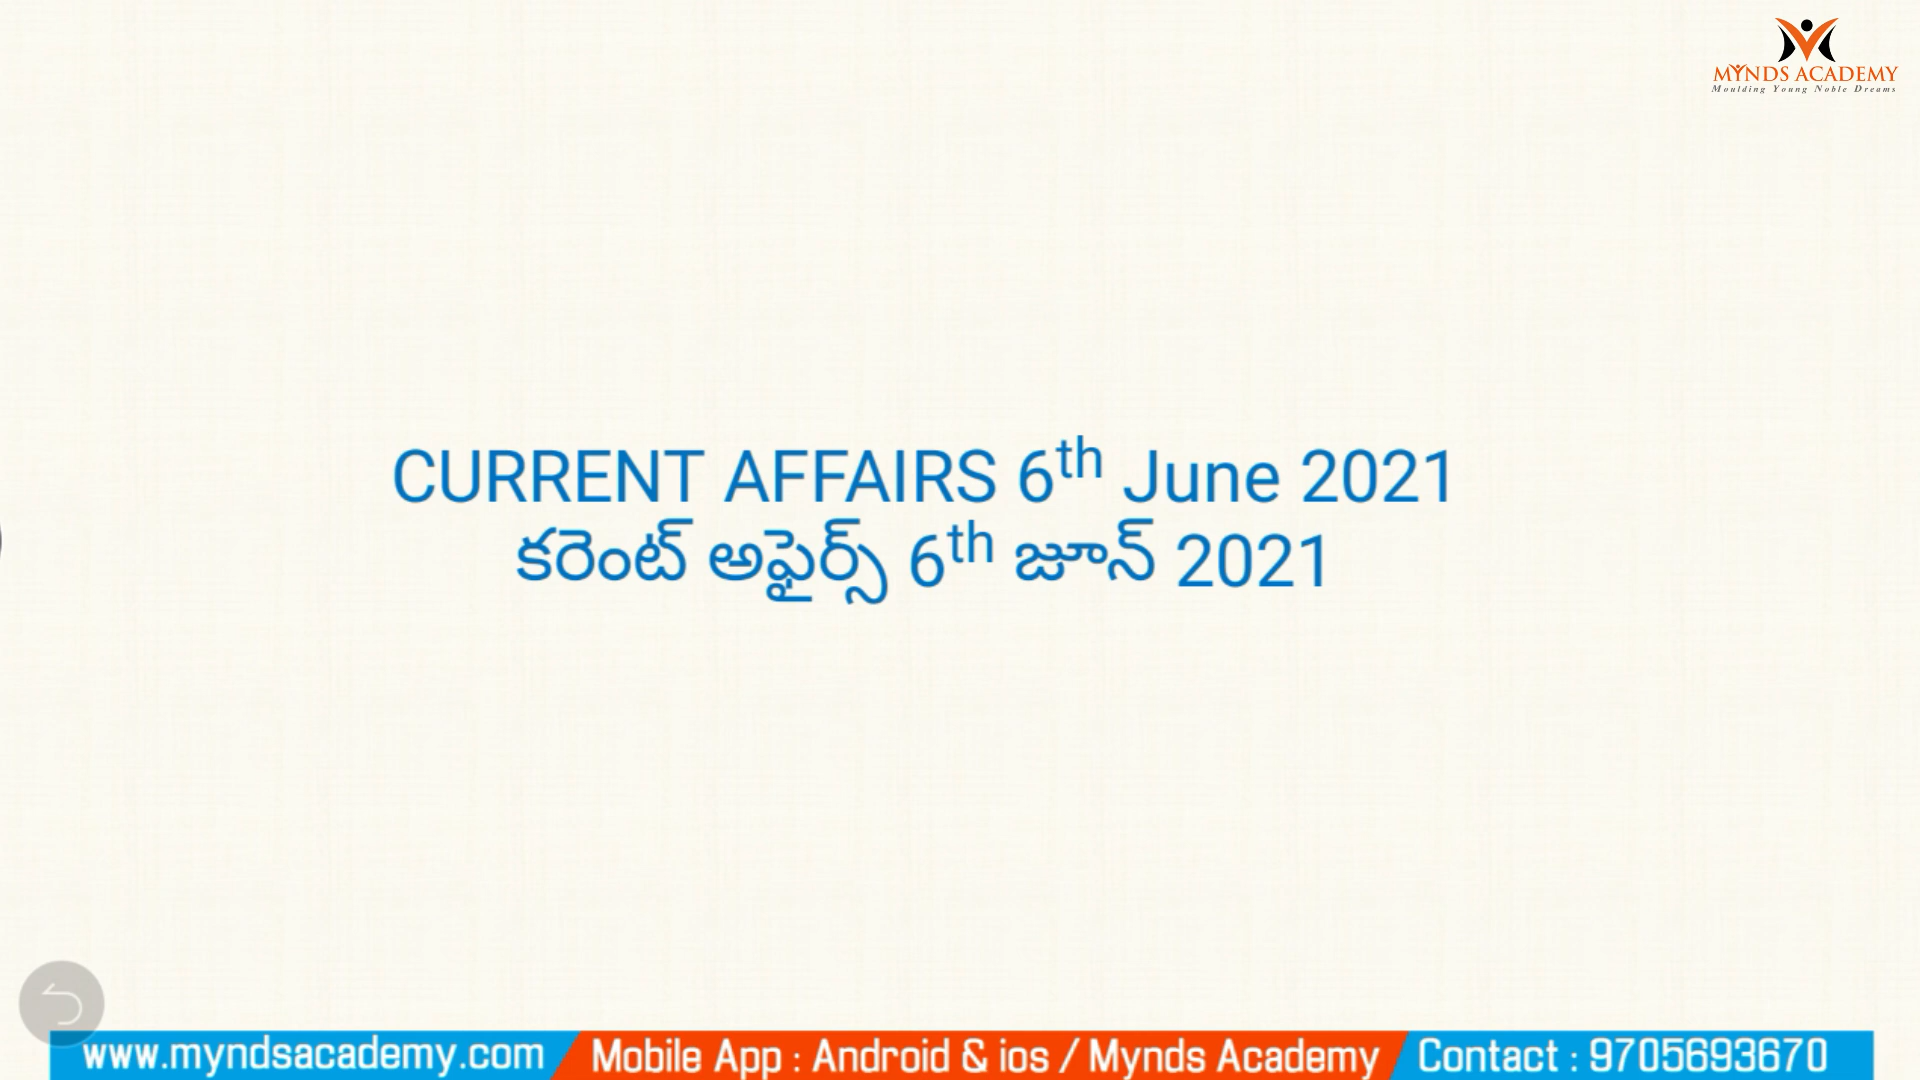 MYNDS ACADEMY
Moulding Young Noble Dreams
CURRENT AFFAIRS 6th June 2021
కరెంట్ అఫైర్స్ 6th జూన్ 2021
www.myndsacademy.com Mobile App : Android & ios / Mynds Academy Contact : 9705693670